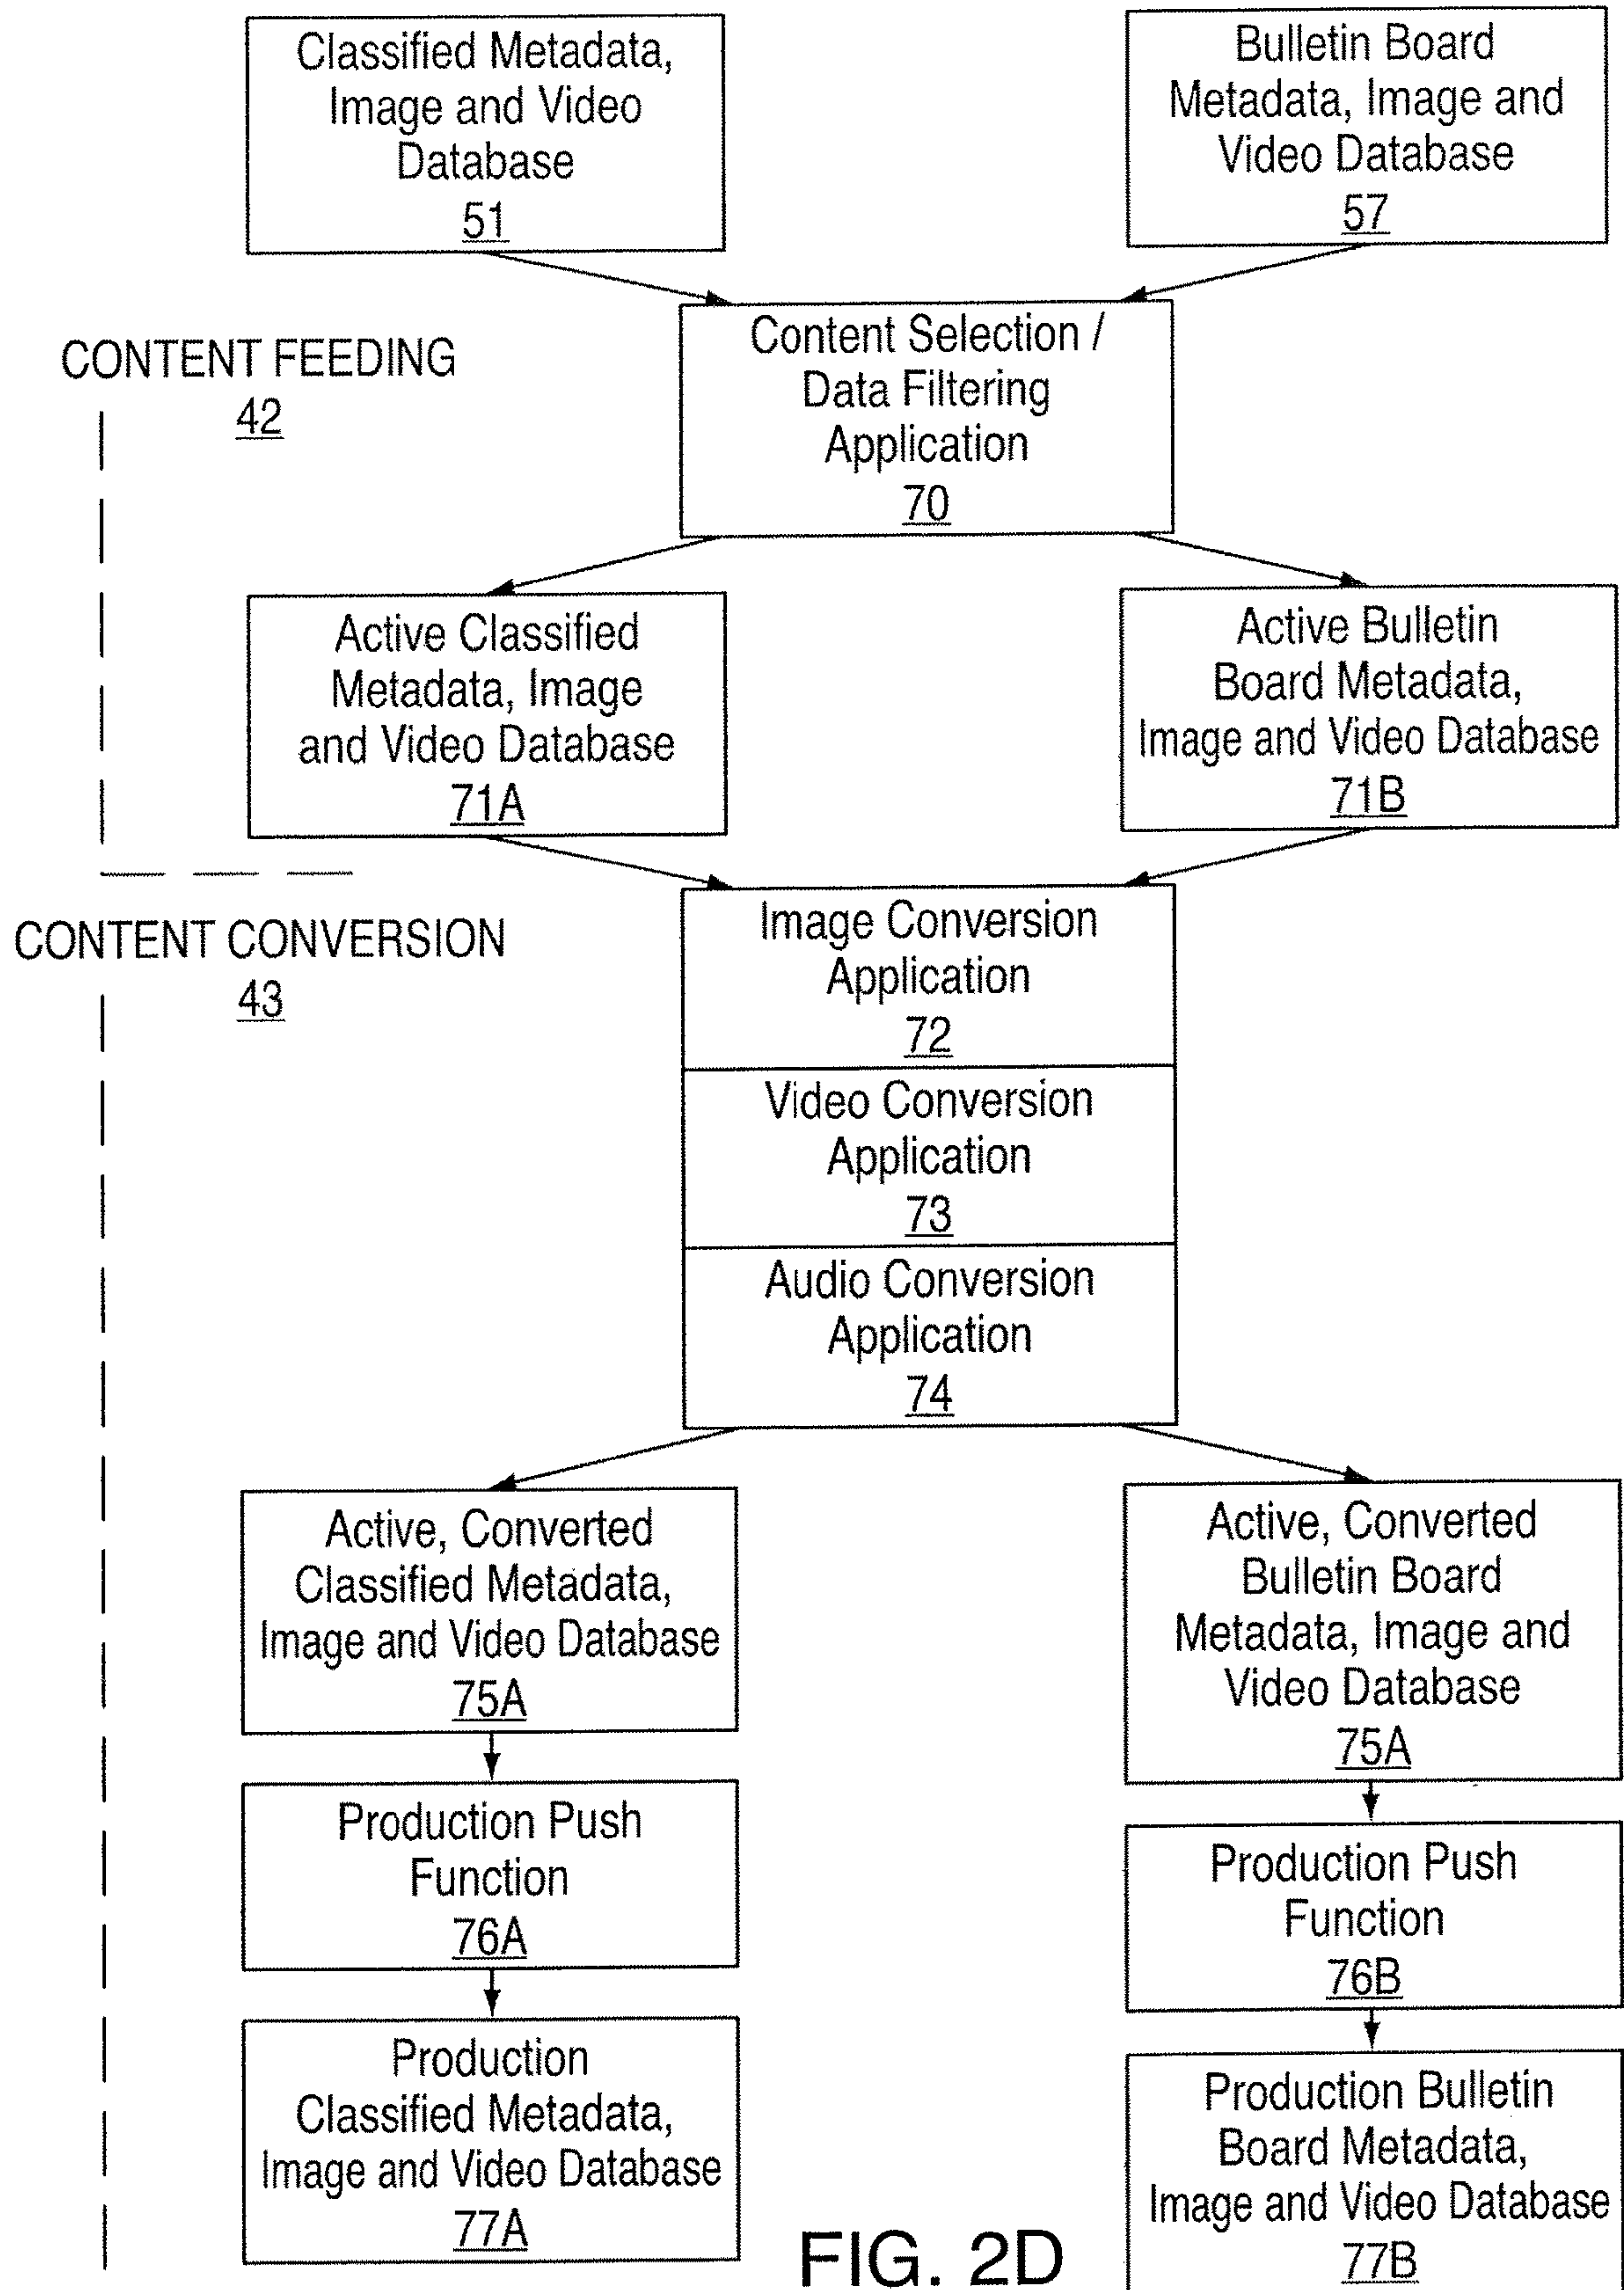 Classified Metadata,
Image and Video
Database
51
Bulletin Board
Metadata, Image and
Video Database
57
CONTENT FEEDING
42
Content Selection /
Data Filtering
Application
70
Active Classified
Metadata, Image
and Video Database
71A
Active Bulletin
Board Metadata,
Image and Video Database
71B
CONTENT CONVERSION
43
Image Conversion
Application
72
Video Conversion
Application
73
Audio Conversion
Application
74
Active, Converted
Classified Metadata,
Image and Video Database
75A
Active, Converted
Bulletin Board
Metadata, Image and
Video Database
75A
Production Push
Function
76A
Production Push
Function
76B
Production
Classified Metadata,
Image and Video Database
77A
Production Bulletin
Board Metadata,
Image and Video Database
77B
FIG. 2D